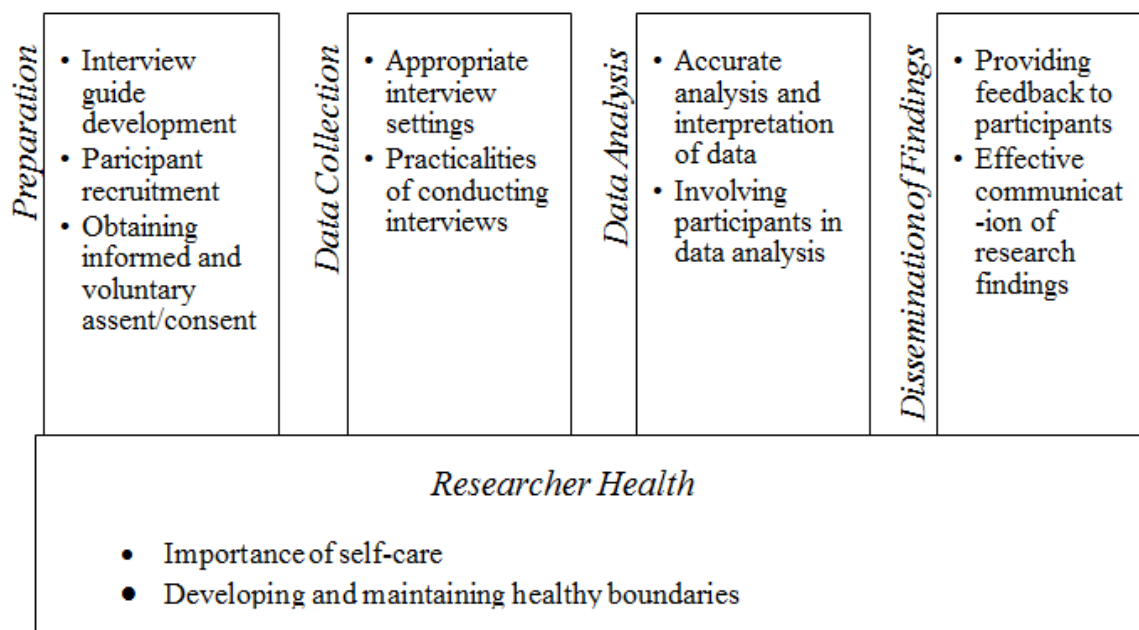 Preparation
• Interview
guide
development
• Paricipant
recruitment
• Obtaining
informed and
voluntary
assent/consent
Data Collection
• Appropriate
interview
settings
• Practicalities
of conducting
interviews
Data Analysis
• Accurate
analysis and
interpretation
of data
• Involving
participants in
data analysis
Dissemination of Findings
• Providing
feedback to
participants
• Effective
communicat
-ion of
research
findings
Researcher Health
• Importance of self-care
• Developing and maintaining healthy boundaries